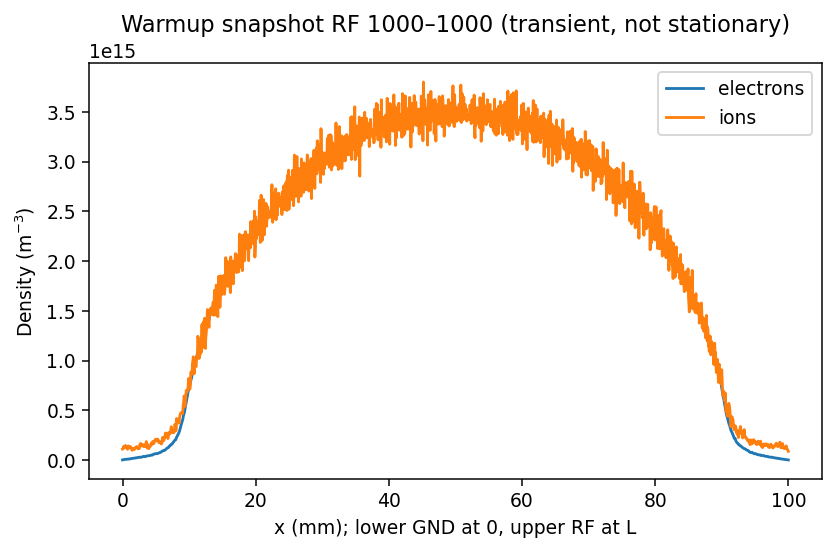 Warmup snapshot RF 1000–1000 (transient, not stationary)
1e15
electrons
ions
3.5
3.0
2.5
2.0
1.5
1.0
0.5
0.0
Density (m⁻³)
0 20 40 60 80 100
x (mm); lower GND at 0, upper RF at L